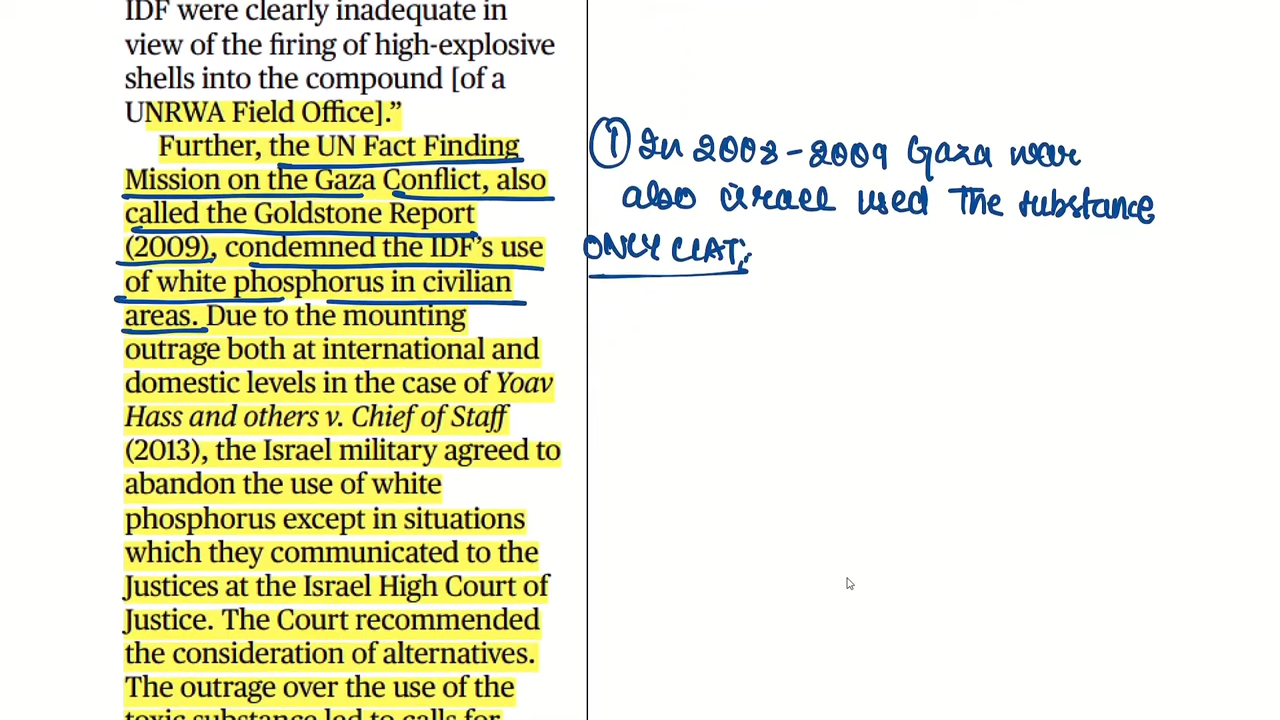 IDF were clearly inadequate in
view of the firing of high-explosive
shells into the compound [of a
UNRWA Field Office].”
Further, the UN Fact Finding
Mission on the Gaza Conflict, also
called the Goldstone Report
(2009), condemned the IDF’s use
of white phosphorus in civilian
areas. Due to the mounting
outrage both at international and
domestic levels in the case of Yoav
Hass and others v. Chief of Staff
(2013), the Israel military agreed to
abandon the use of white
phosphorus except in situations
which they communicated to the
Justices at the Israel High Court of
Justice. The Court recommended
the consideration of alternatives.
The outrage over the use of the
toxic substance led to calls for
① In 2008-2009 Gaza war
also israel used the substance
ONLY CLAT;